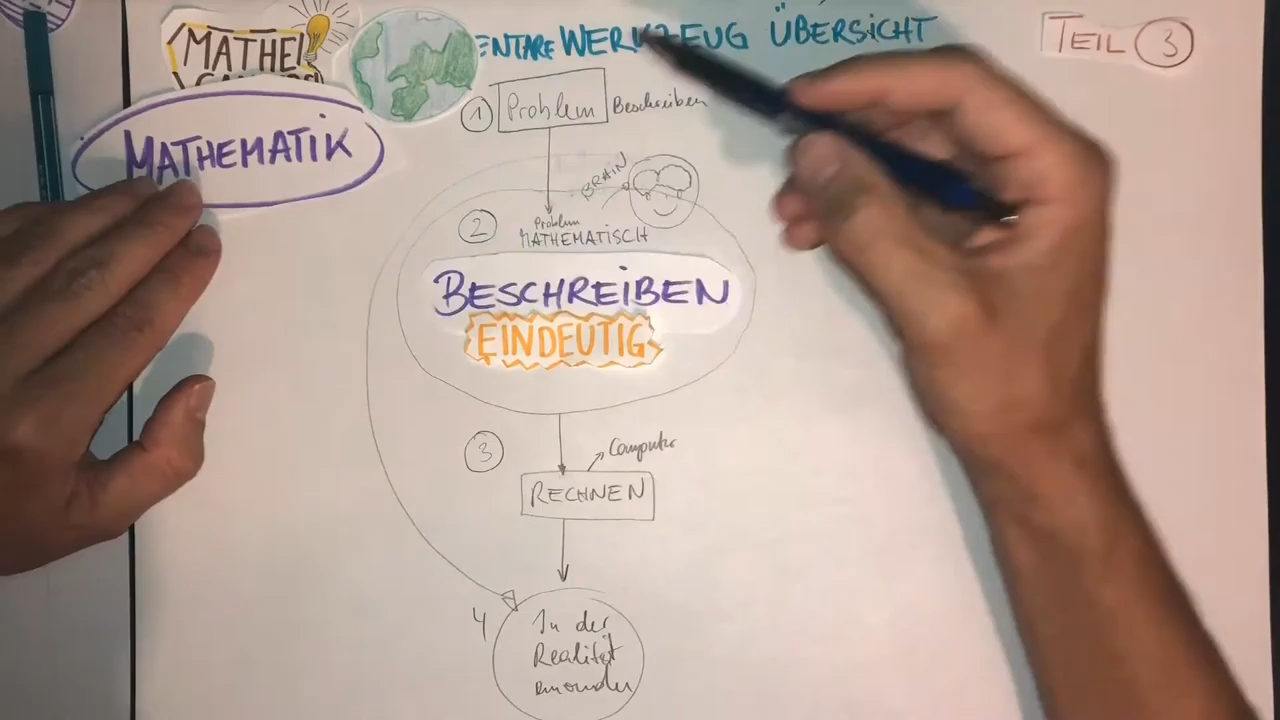 MATHE!
ENTARE WERKZEUG ÜBERSICHT
TEIL 3
MATHEMATIK
1 Problem Beschreiben
BRAIN
2 Problem
MATHEMATISCH
BESCHREIBEN
EINDEUTIG
3 Computer
RECHNEN
4 In der
Realität